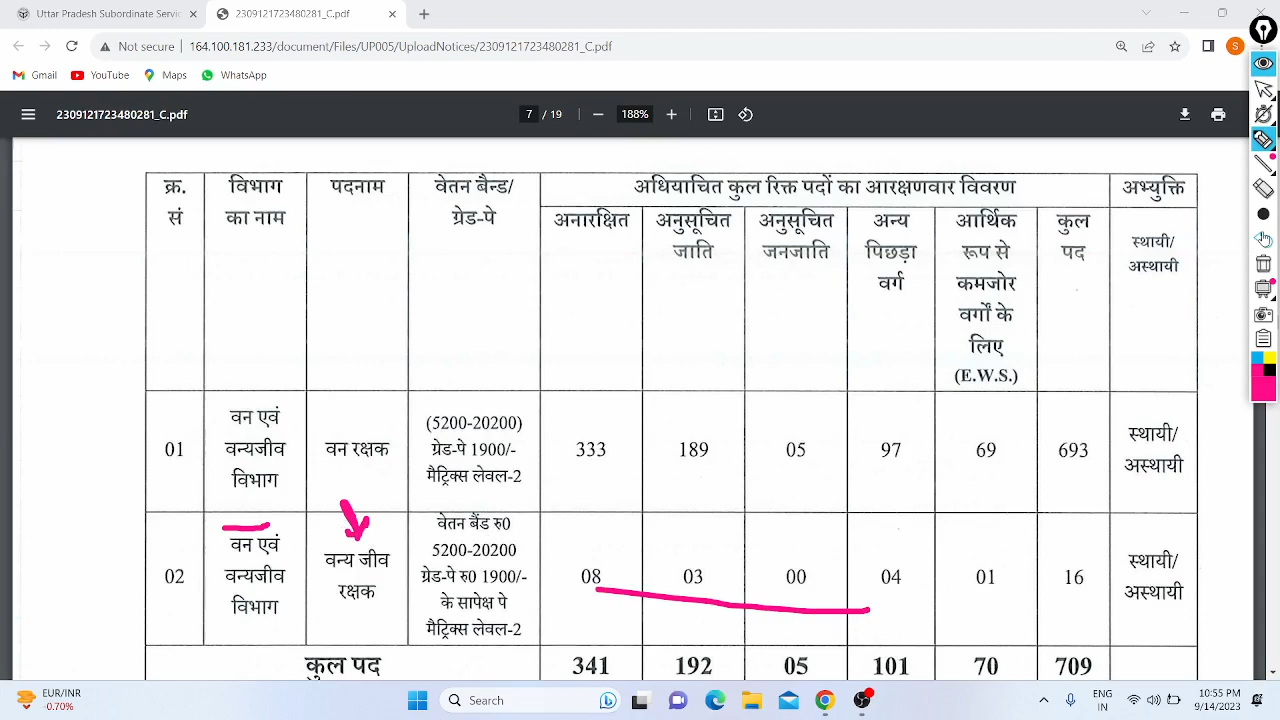 Uttar Pradesh Subordinate Servic
2309121723480281_C.pdf
Not secure
164.100.181.233/document/Files/UP005/UploadNotices/2309121723480281_C.pdf
S
Gmail
YouTube
Maps
WhatsApp
2309121723480281_C.pdf
7 / 19
188%
क्र. सं
विभाग का नाम
पदनाम
वेतन बैन्ड/ ग्रेड-पे
अधियाचित कुल रिक्त पदों का आरक्षणवार विवरण
अभ्युक्ति
अनारक्षित
अनुसूचित जाति
अनुसूचित जनजाति
अन्य पिछड़ा वर्ग
आर्थिक रूप से कमजोर वर्गों के लिए (E.W.S.)
कुल पद
स्थायी/ अस्थायी
01
वन एवं वन्यजीव विभाग
वन रक्षक
(5200-20200) ग्रेड-पे 1900/- मैट्रिक्स लेवल-2
333
189
05
97
69
693
स्थायी/ अस्थायी
02
वन एवं वन्यजीव विभाग
वन्य जीव रक्षक
वेतन बैंड रु0 5200-20200 ग्रेड-पे रु0 1900/- के सापेक्ष पे मैट्रिक्स लेवल-2
08
03
00
04
01
16
स्थायी/ अस्थायी
कुल पद
341
192
05
101
70
709
EUR/INR
-0.70%
Search
ENG
IN
10:55 PM
9/14/2023